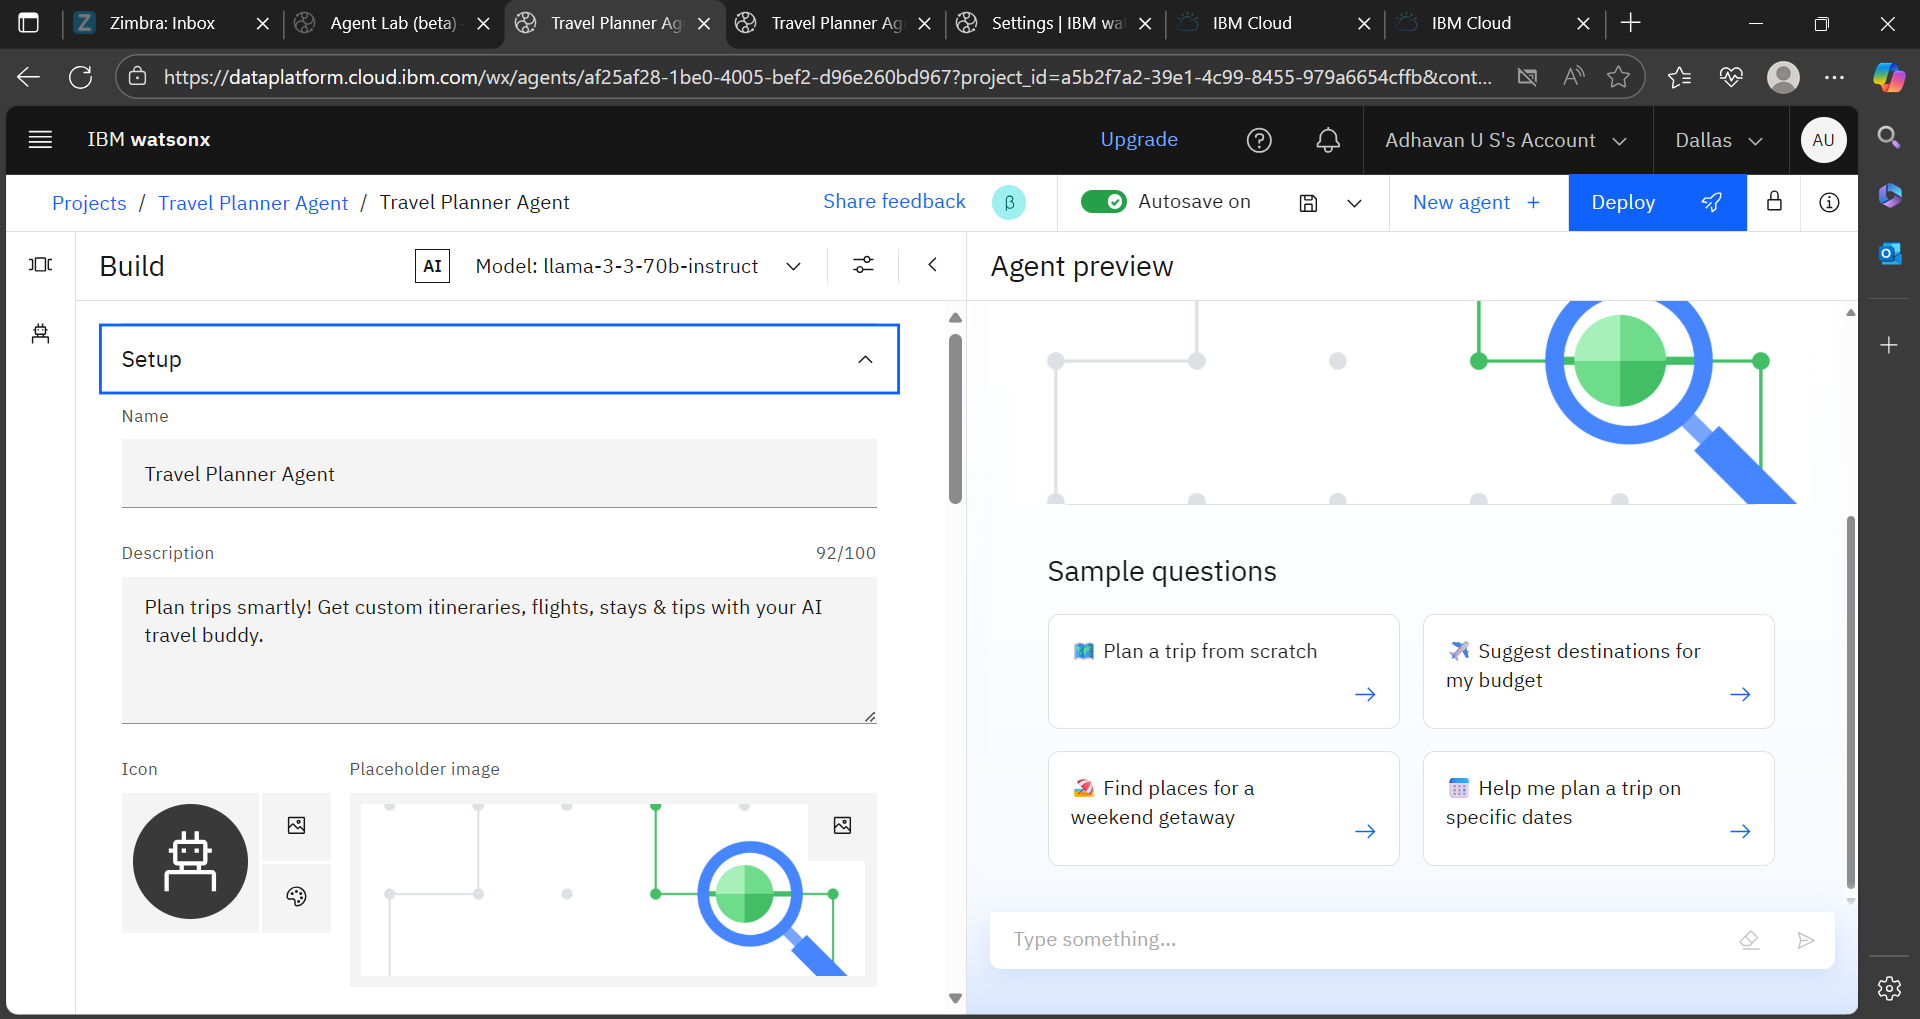 Zimbra: Inbox
Agent Lab (beta)
Travel Planner Ag
Travel Planner Ag
Settings | IBM wa
IBM Cloud
IBM Cloud
https://dataplatform.cloud.ibm.com/wx/agents/af25af28-1be0-4005-bef2-d96e260bd967?project_id=a5b2f7a2-39e1-4c99-8455-979a6654cffb&cont...
IBM watsonx
Upgrade
Adhavan U S's Account
Dallas
AU
Projects / Travel Planner Agent / Travel Planner Agent
Share feedback
β
Autosave on
New agent +
Deploy
Build
AI
Model: llama-3-3-70b-instruct
Agent preview
Setup
Name
Travel Planner Agent
Description
92/100
Plan trips smartly! Get custom itineraries, flights, stays & tips with your AI
travel buddy.
Icon
Placeholder image
Sample questions
🗺️ Plan a trip from scratch
✈️ Suggest destinations for
my budget
🏖️ Find places for a
weekend getaway
📅 Help me plan a trip on
specific dates
Type something...